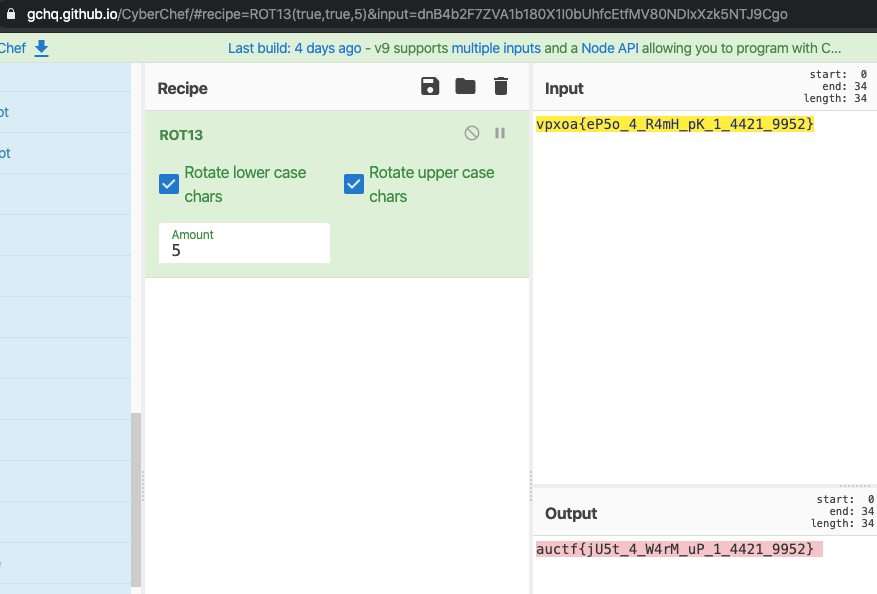 gchq.github.io/CyberChef/#recipe=ROT13(true,true,5)&input=dnB4b2F7ZVA1b180X1I0bUhfcEtfMV80NDIxXzk5NTJ9Cgo
Chef
Last build: 4 days ago - v9 supports multiple inputs and a Node API allowing you to program with C...
pt
pt
Recipe
ROT13
Rotate lower case
chars
Rotate upper case
chars
Amount
5
Input
start: 0
end: 34
length: 34
vpxoa{eP5o_4_R4mH_pK_1_4421_9952}
Output
start: 0
end: 34
length: 34
auctf{jU5t_4_W4rM_uP_1_4421_9952}